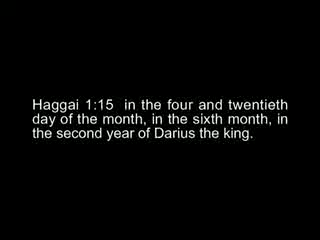 Haggai 1:15  in the four and twentieth
day of the month, in the sixth month, in
the second year of Darius the king.